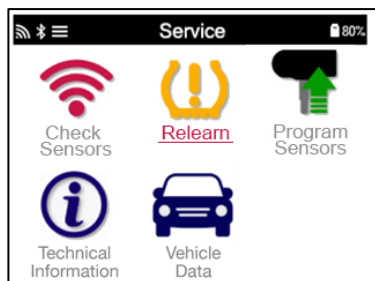 Service
80%
Check
Sensors
Relearn
Program
Sensors
Technical
Information
Vehicle
Data